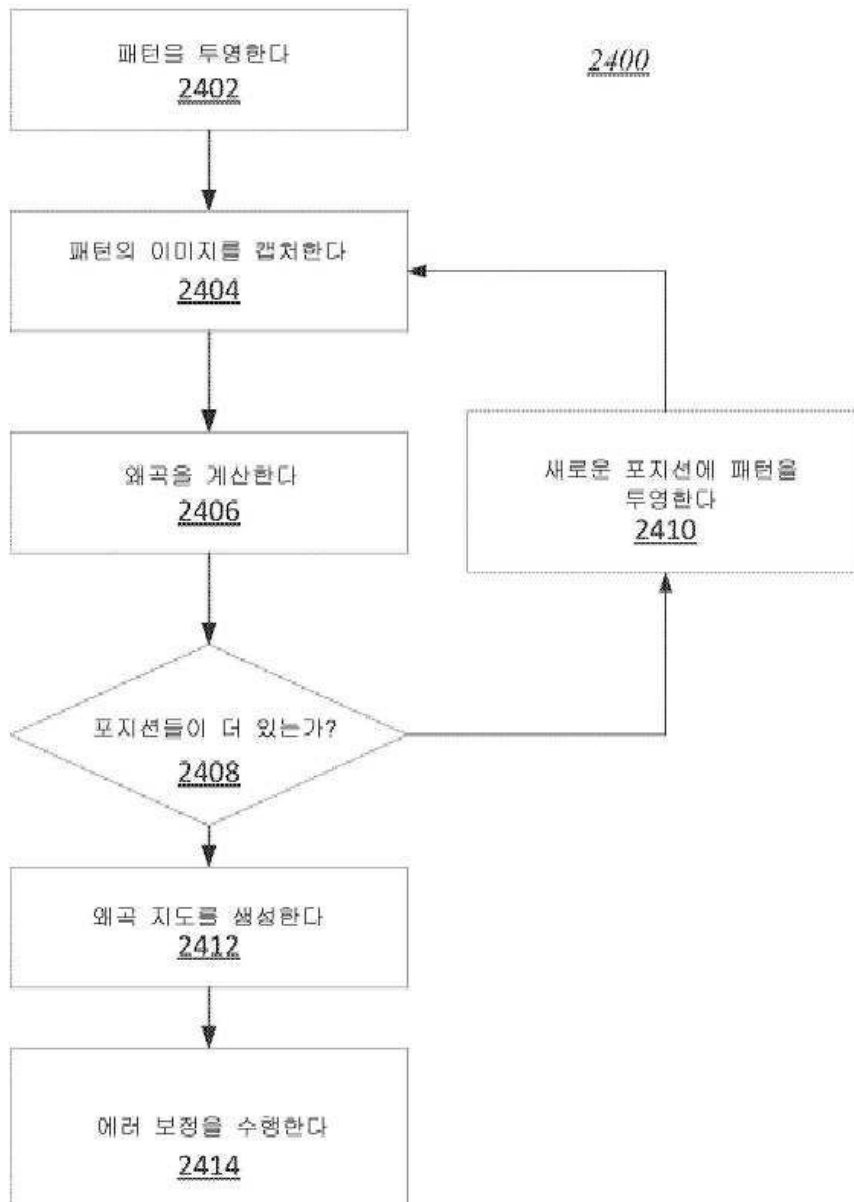 패턴을 투영한다
2402
2400
패턴의 이미지를 캡처한다
2404
왜곡을 계산한다
2406
새로운 포지션에 패턴을
투영한다
2410
포지션들이 더 있는가?
2408
왜곡 지도를 생성한다
2412
에러 보정을 수행한다
2414